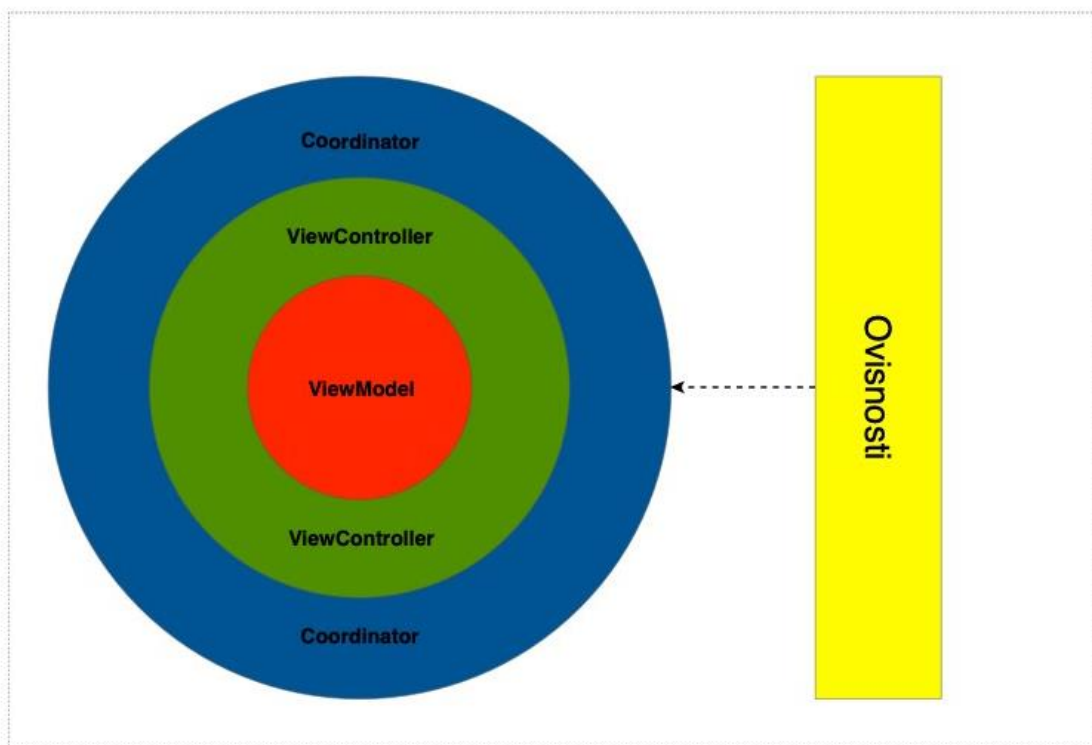 Coordinator
ViewController
ViewModel
ViewController
Coordinator
Ovisnosti